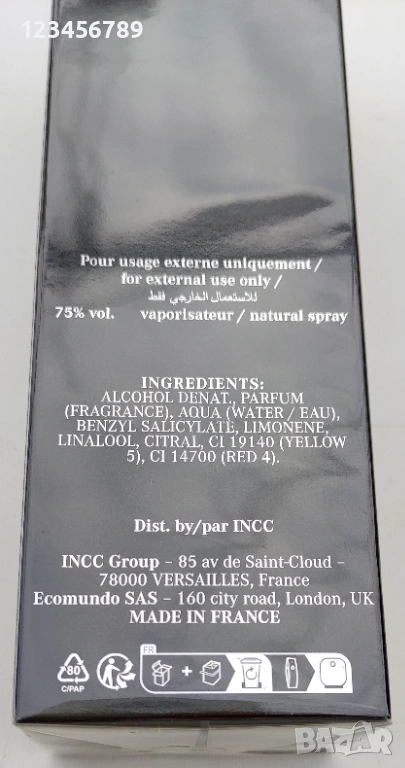 123456789
Pour usage externe uniquement /
for external use only /
للاستعمال الخارجي فقط
75% vol. vaporisateur / natural spray
INGREDIENTS:
ALCOHOL DENAT., PARFUM
(FRAGRANCE), AQUA (WATER / EAU),
BENZYL SALICYLATE, LIMONENE,
LINALOOL, CITRAL, CI 19140 (YELLOW
5), CI 14700 (RED 4).
Dist. by/par INCC
INCC Group – 85 av de Saint-Cloud –
78000 VERSAILLES, France
Ecomundo SAS – 160 city road, London, UK
MADE IN FRANCE
FR
80
C/PAP
BAZAR